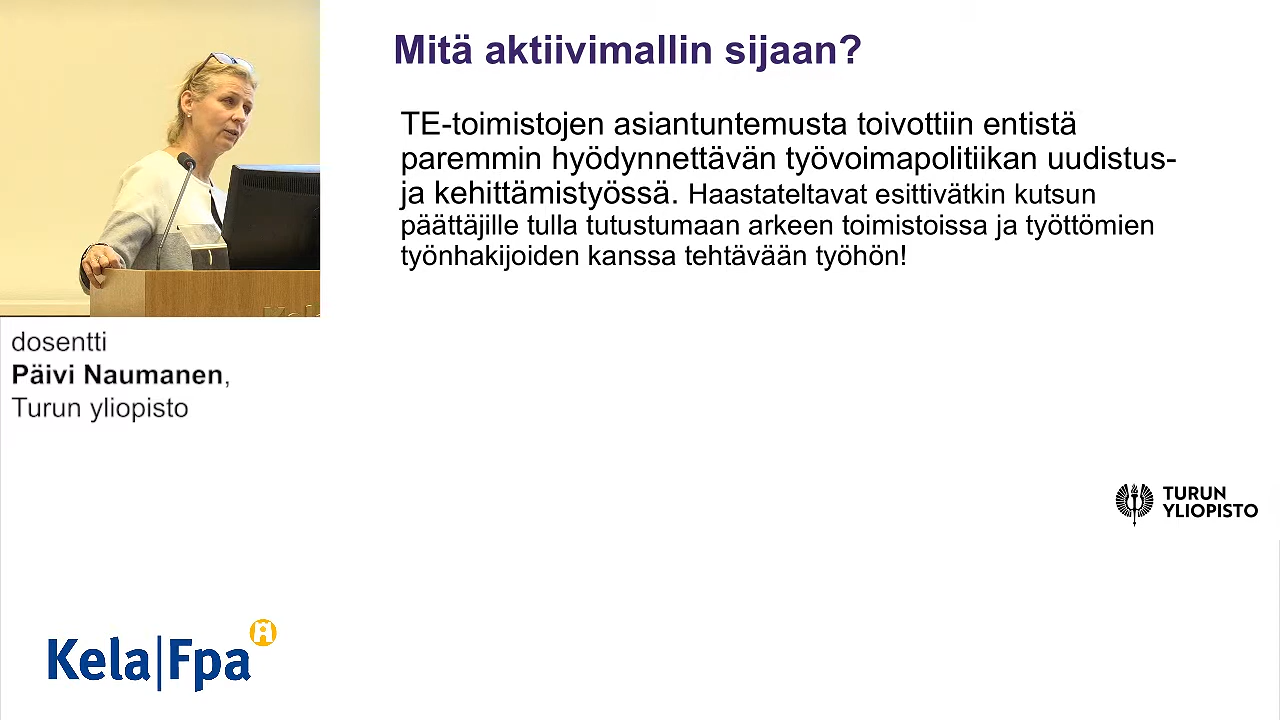 Mitä aktiivimallin sijaan?
TE-toimistojen asiantuntemusta toivottiin entistä
paremmin hyödynnettävän työvoimapolitiikan uudistus-
ja kehittämistyössä. Haastateltavat esittivätkin kutsun
päättäjille tulla tutustumaan arkeen toimistoissa ja työttömien
työnhakijoiden kanssa tehtävään työhön!
dosentti
Päivi Naumanen,
Turun yliopisto
TURUN
YLIOPISTO
Kela|Fpa